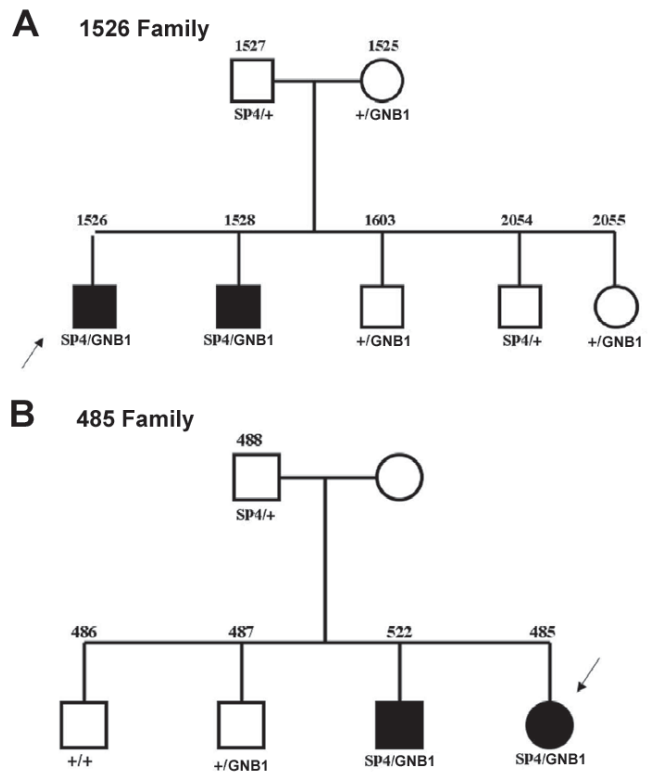 A 1526 Family
1527 1525
SP4/+ +/GNB1
1526 1528 1603 2054 2055
SP4/GNB1 SP4/GNB1 +/GNB1 SP4/+ +/GNB1
B 485 Family
488
SP4/+
486 487 522 485
+/+ +/GNB1 SP4/GNB1 SP4/GNB1